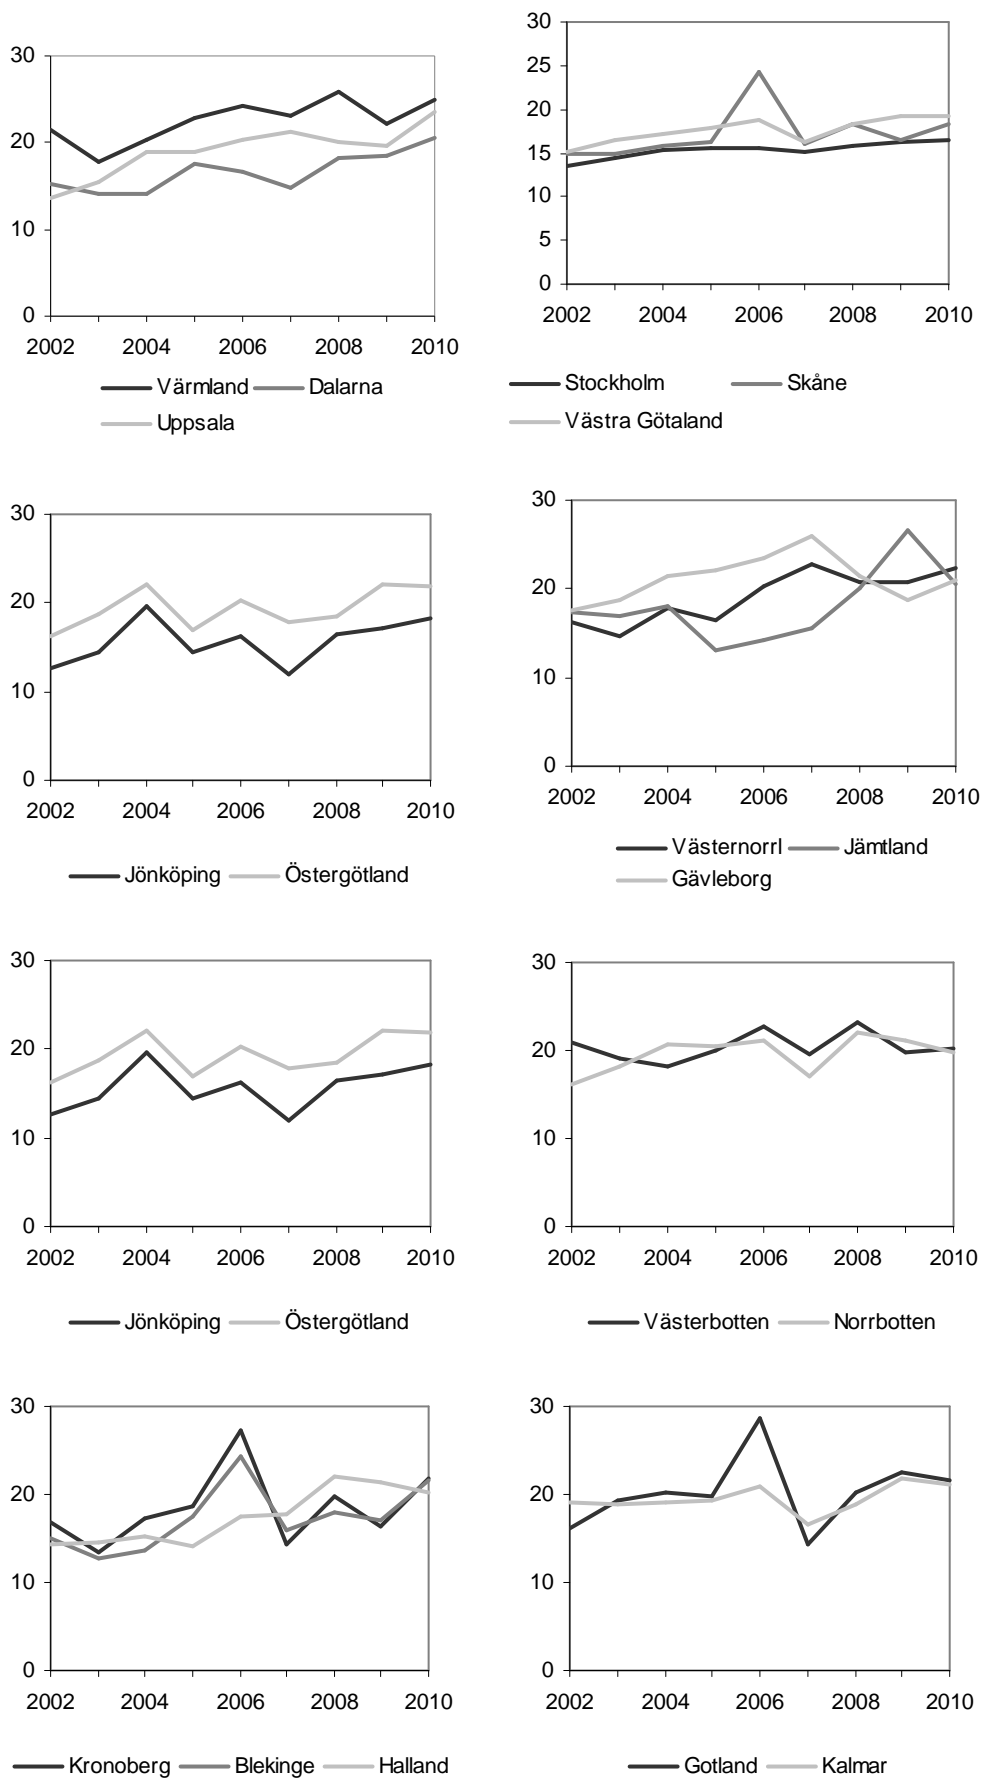 30
20
10
0
2002 2004 2006 2008 2010
Värmland Dalarna
Uppsala
30
25
20
15
10
5
0
2002 2004 2006 2008 2010
Stockholm Skåne
Västra Götaland
30
20
10
0
2002 2004 2006 2008 2010
Jönköping Östergötland
30
20
10
0
2002 2004 2006 2008 2010
Västernorrl Jämtland
Gävleborg
30
20
10
0
2002 2004 2006 2008 2010
Jönköping Östergötland
30
20
10
0
2002 2004 2006 2008 2010
Västerbotten Norrbotten
30
20
10
0
2002 2004 2006 2008 2010
Kronoberg Blekinge Halland
30
20
10
0
2002 2004 2006 2008 2010
Gotland Kalmar